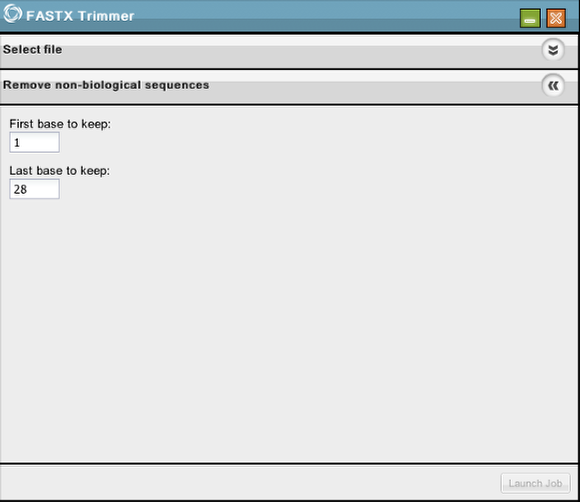 FASTX Trimmer
Select file
Remove non-biological sequences
First base to keep:
1
Last base to keep:
28
Launch Job